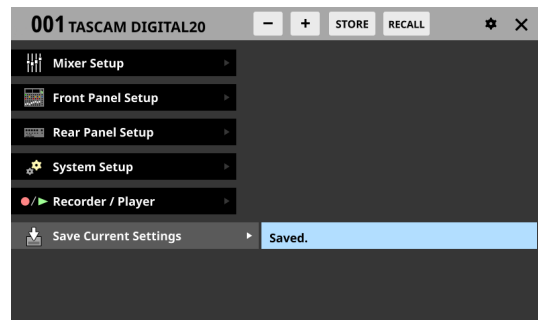 001 TASCAM DIGITAL20 - + STORE RECALL
Mixer Setup
Front Panel Setup
Rear Panel Setup
System Setup
Recorder / Player
Save Current Settings Saved.